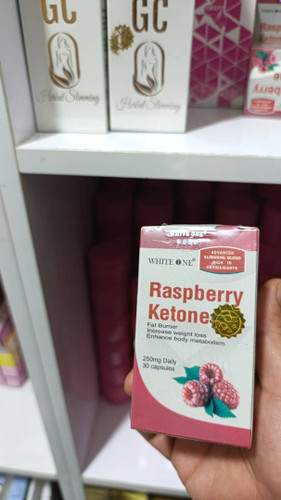 GC
Herbal Slimming
GC
Herbal Slimming
Raspberry
WHITE ONE®
ADVANCED
SLIMMING BLEND
RICH IN
ANTIOXIDANTS
Raspberry
Ketone
Fat Burner
Increase weight loss
Enhance body metabolism
250mg Daily
30 capsules